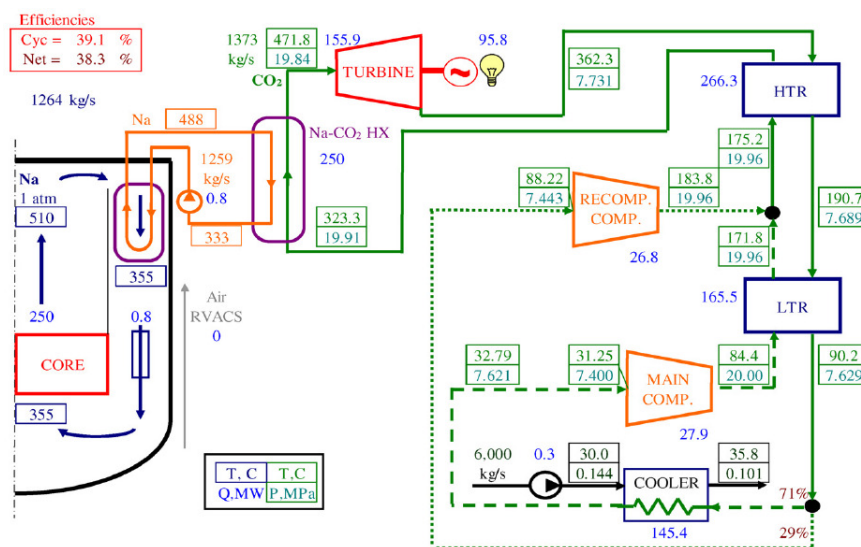 Efficiencies
Cyc = 39.1 %
Net = 38.3 %
1264 kg/s
1373
kg/s
CO₂
471.8
19.84
155.9
TURBINE
~
95.8
362.3
7.731
266.3
HTR
Na
488
Na-CO₂ HX
250
1259
kg/s
0.8
333
323.3
19.91
Na
1 atm
510
355
250
0.8
Air
RVACS
0
CORE
355
88.22
7.443
RECOMP.
COMP.
26.8
183.8
19.96
175.2
19.96
190.7
7.689
171.8
19.96
165.5
LTR
32.79
7.621
31.25
7.400
MAIN
COMP.
27.9
84.4
20.00
90.2
7.629
6,000
kg/s
0.3
30.0
0.144
COOLER
35.8
0.101
145.4
71%
29%
T, C
T,C
Q,MW
P,MPa